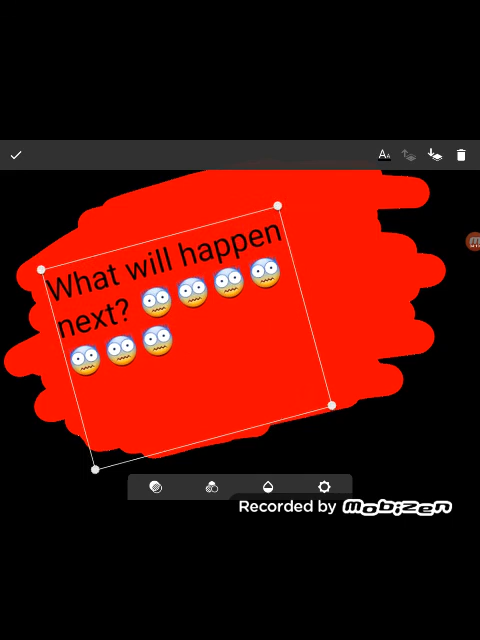 What will happen
next? 😨😨😨😨
😨😨😨
Recorded by Mobizen